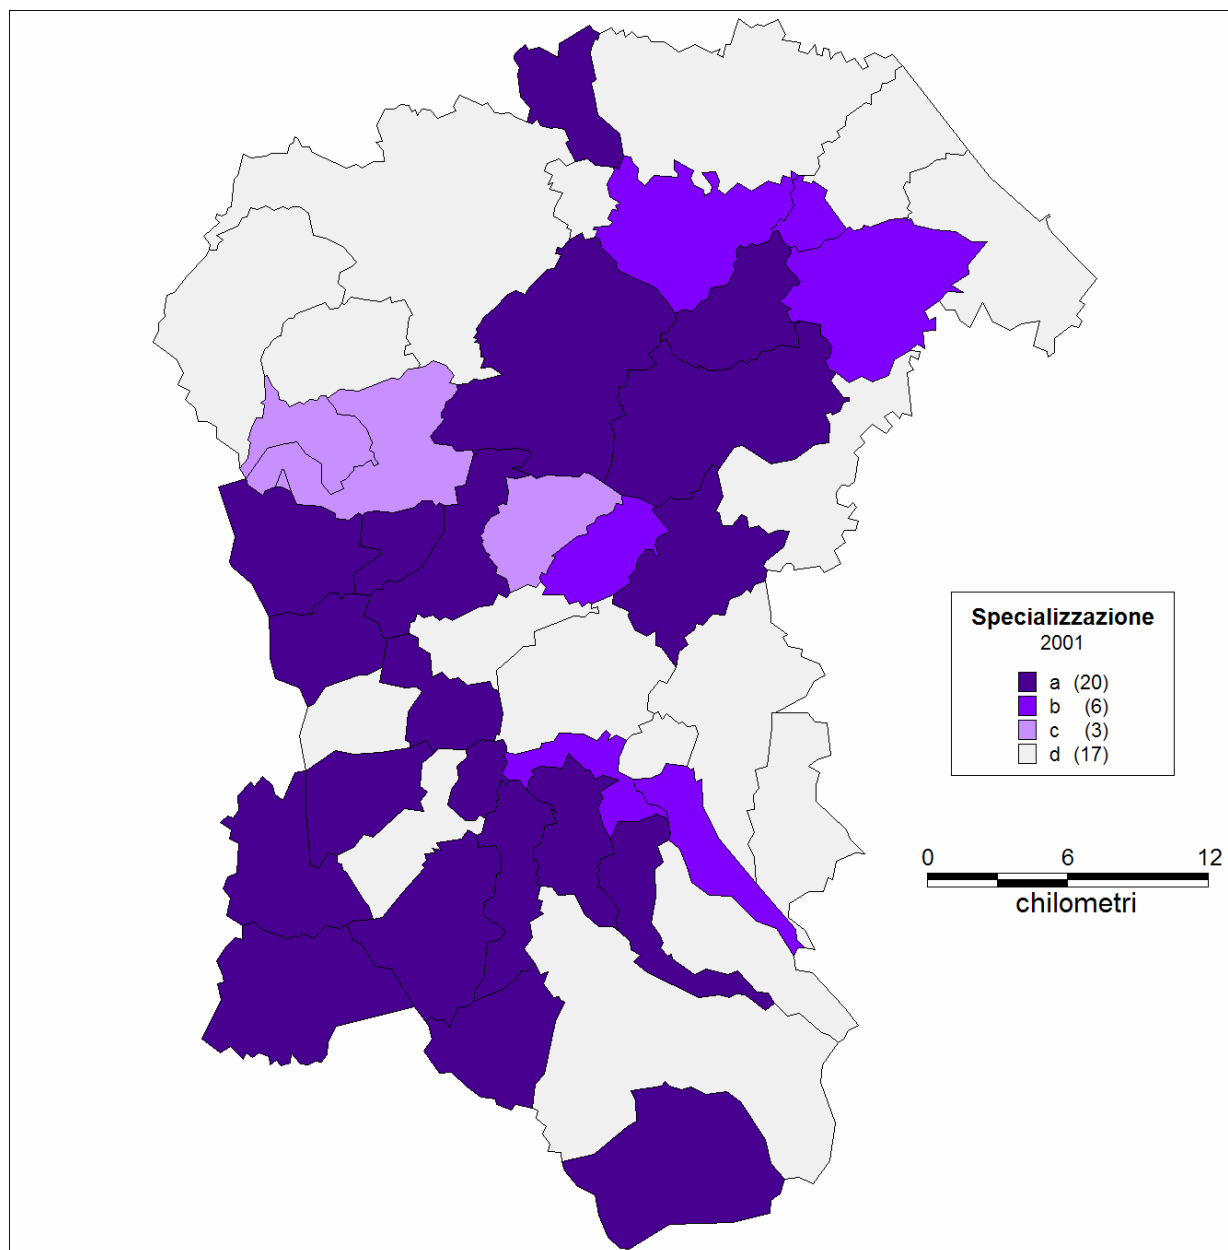 Specializzazione
2001
a (20)
b (6)
c (3)
d (17)
0 6 12
chilometri